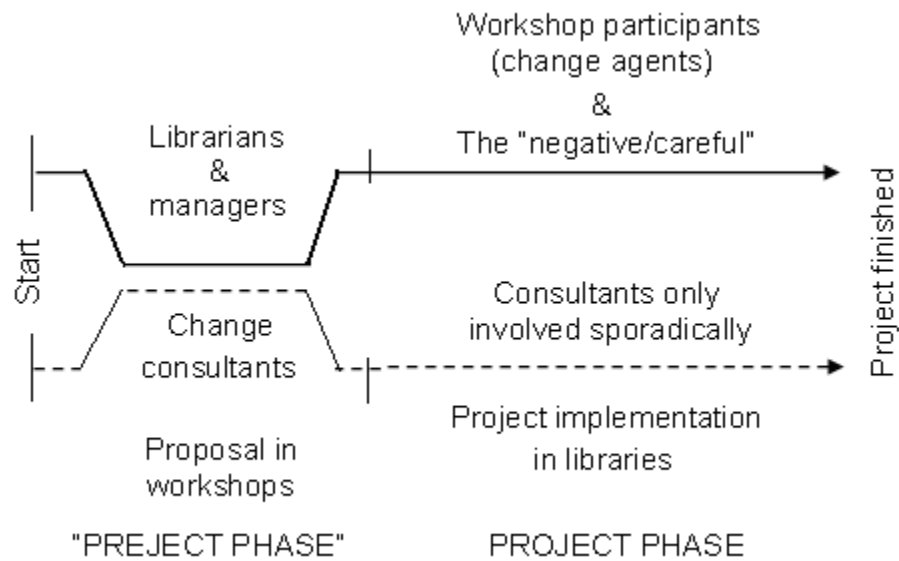 Workshop participants
(change agents)
&
The "negative/careful"
Librarians
&
managers
Start
Project finished
Change
consultants
Consultants only
involved sporadically
Proposal in
workshops
Project implementation
in libraries
"PREJECT PHASE"
PROJECT PHASE